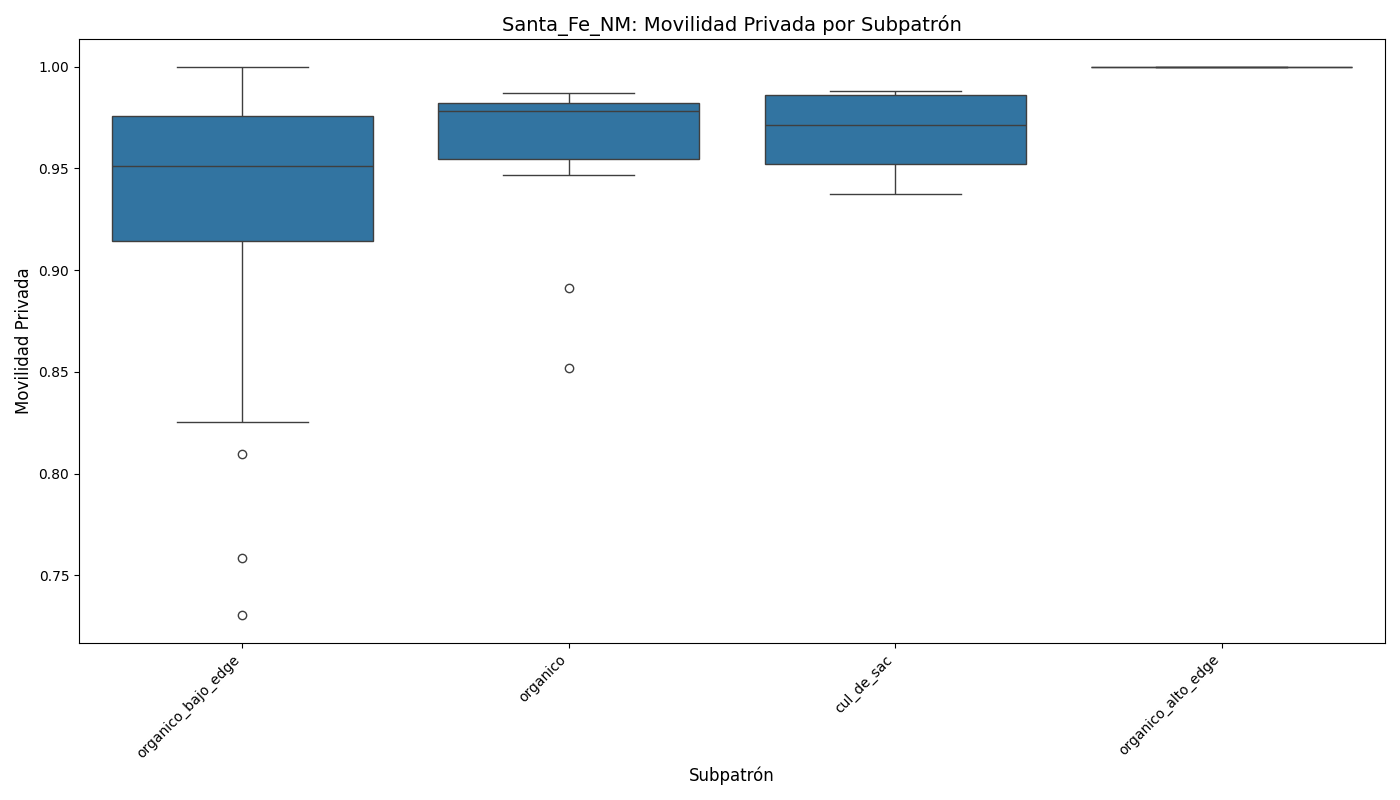 Santa_Fe_NM: Movilidad Privada por Subpatrón
Movilidad Privada
1.00
0.95
0.90
0.85
0.80
0.75
organico_bajo_edge
organico
cul_de_sac
organico_alto_edge
Subpatrón